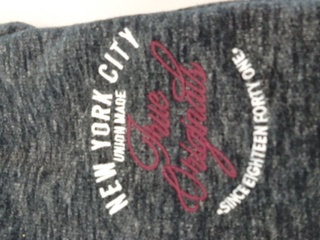 NEW YORK CITY
UNION MADE
True
Originals
'SINCE EIGHTEEN FORTY ONE'